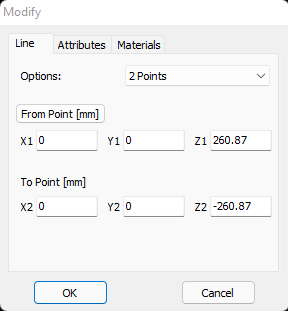 Modify
Line Attributes Materials
Options: 2 Points
From Point [mm]
X1 0 Y1 0 Z1 260.87
To Point [mm]
X2 0 Y2 0 Z2 -260.87
OK Cancel